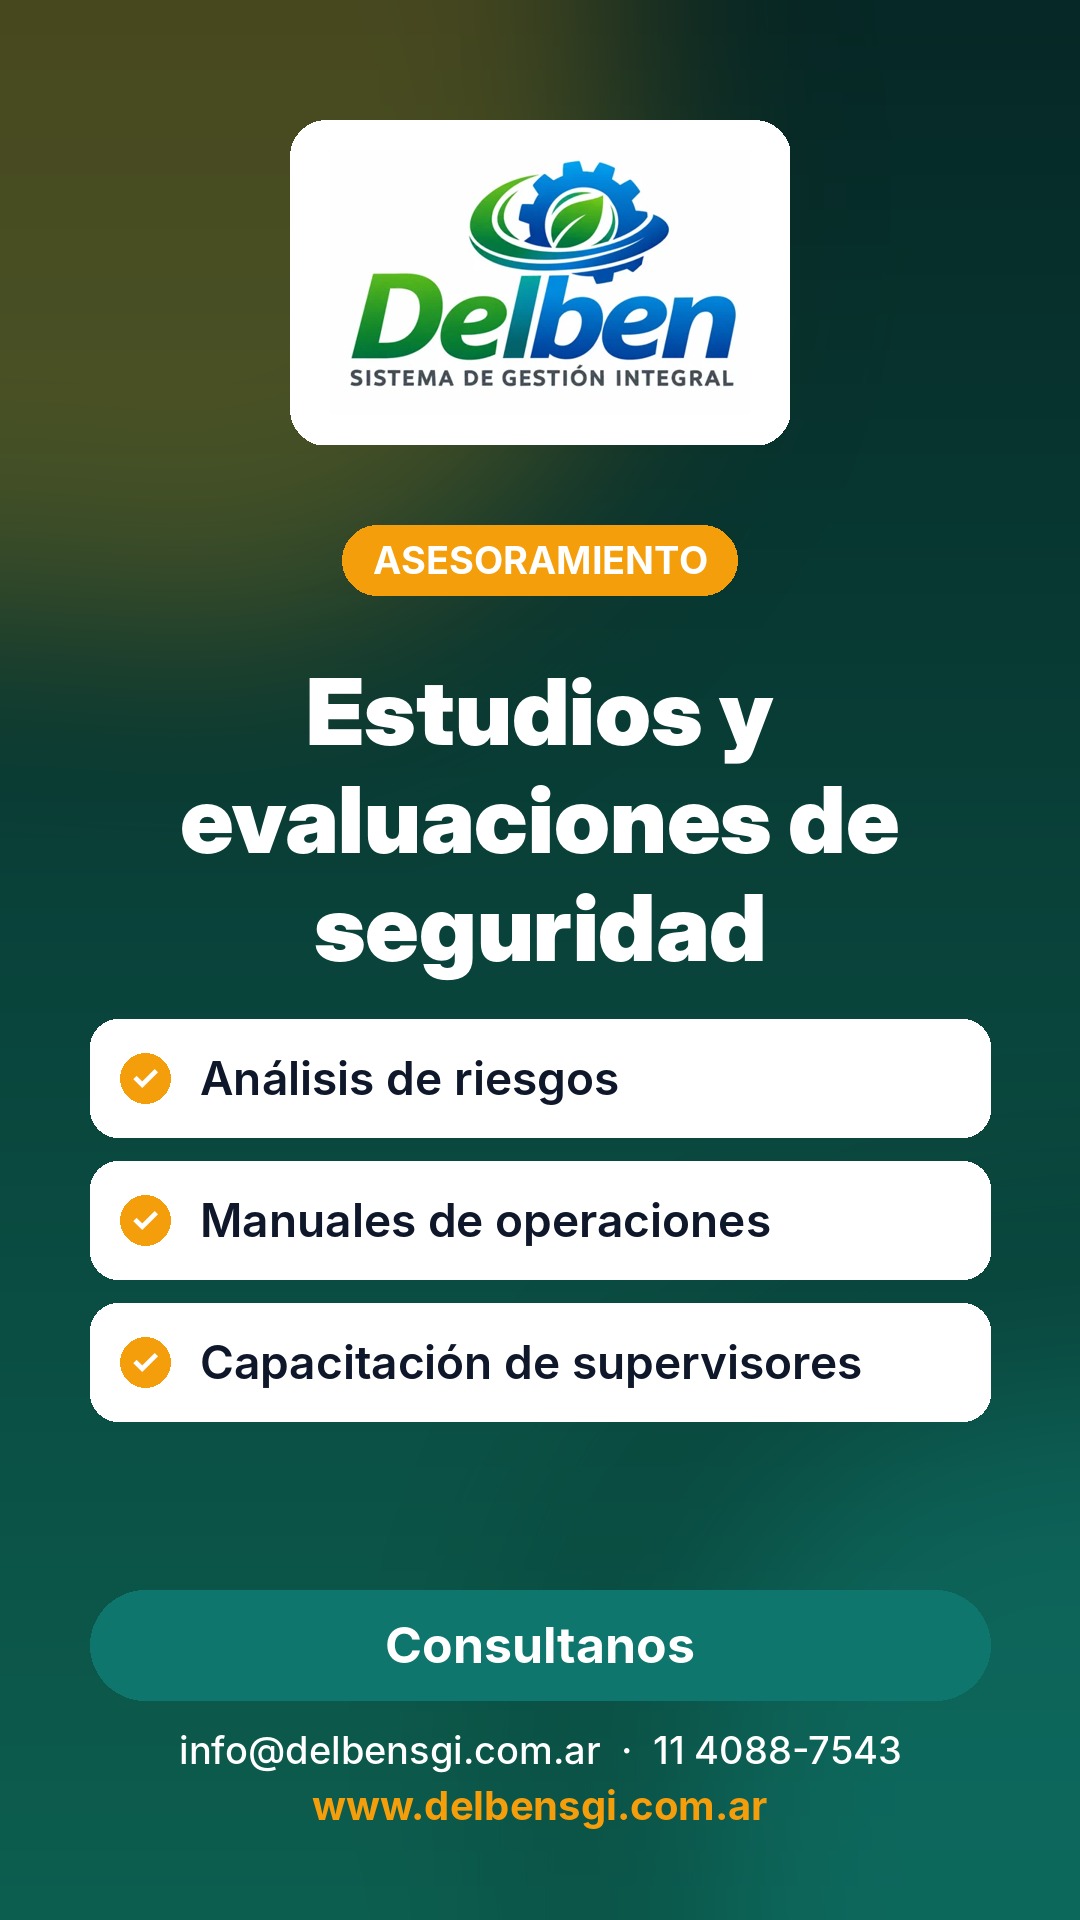 Delben
SISTEMA DE GESTIÓN INTEGRAL
ASESORAMIENTO
Estudios y
evaluaciones de
seguridad
Análisis de riesgos
Manuales de operaciones
Capacitación de supervisores
Consultanos
info@delbensgi.com.ar · 11 4088-7543
www.delbensgi.com.ar